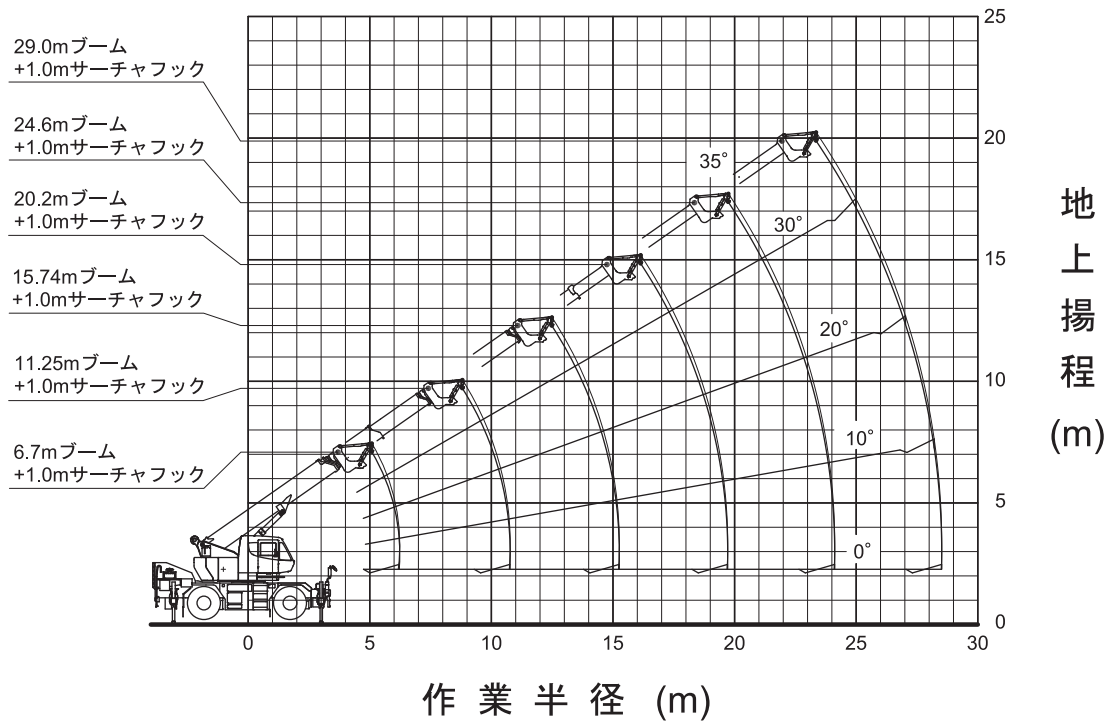 29.0mブーム
+1.0mサーチャフック
24.6mブーム
+1.0mサーチャフック
20.2mブーム
+1.0mサーチャフック
15.74mブーム
+1.0mサーチャフック
11.25mブーム
+1.0mサーチャフック
6.7mブーム
+1.0mサーチャフック
35°
30°
20°
10°
0°
25
20
15
10
5
0
地上揚程
(m)
0 5 10 15 20 25 30
作業半径 (m)